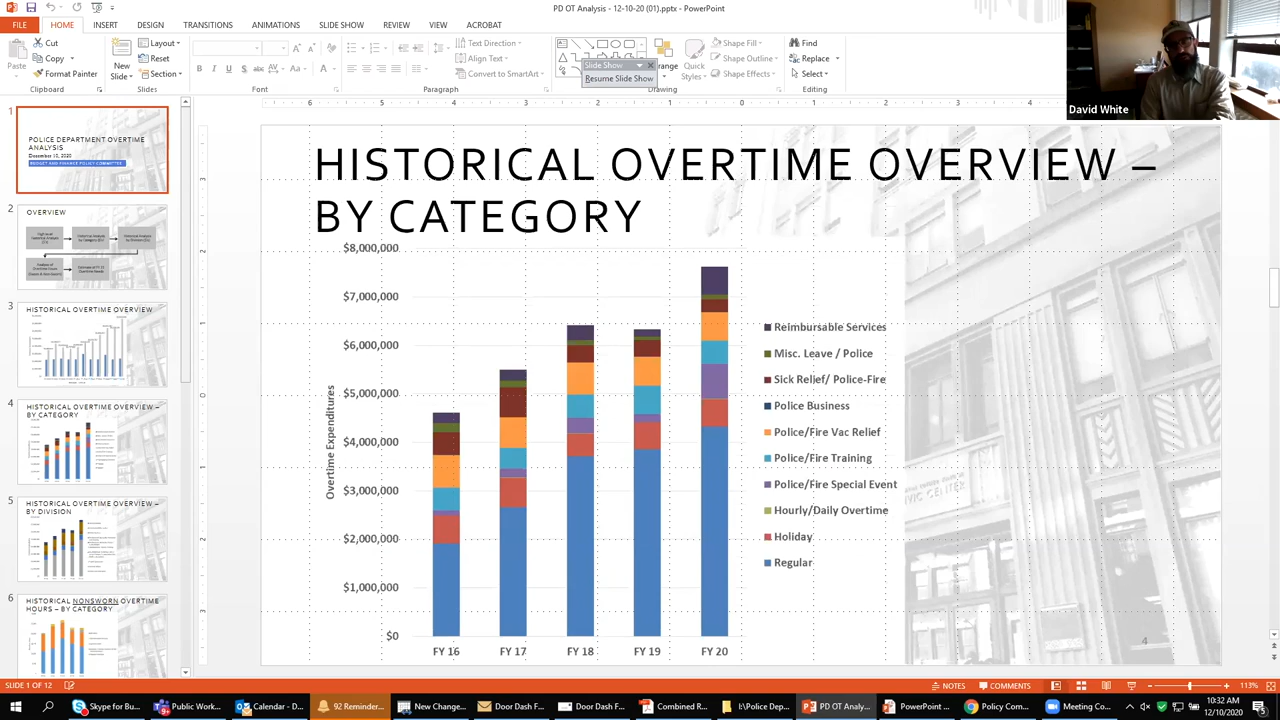 PD OT Analysis - 12-10-20 (01).pptx - PowerPoint
FILE HOME INSERT DESIGN TRANSITIONS ANIMATIONS SLIDE SHOW REVIEW VIEW ACROBAT
Paste
Cut
Copy
Format Painter
Clipboard
New Slide
Layout
Reset
Section
Slides
Font
Text Direction
Align Text
Convert to SmartArt
Paragraph
Slide Show
Resume Slide Show
Quick Styles
Shape Fill
Shape Outline
Shape Effects
Drawing
Find
Replace
Select
Editing
David White
1
POLICE DEPARTMENT OVERTIME
ANALYSIS
December 10, 2020
BUDGET AND FINANCE POLICY COMMITTEE
2
OVERVIEW
3
HISTORICAL OVERTIME OVERVIEW
4
HISTORICAL OVERTIME OVERVIEW –
BY CATEGORY
5
HISTORICAL OVERTIME OVERVIEW –
BY DIVISION
6
HISTORICAL NONSWORN OVERTIME
HOURS – BY CATEGORY
HISTORICAL OVERTIME OVERVIEW –
BY CATEGORY
Overtime Expenditures
$8,000,000
$7,000,000
$6,000,000
$5,000,000
$4,000,000
$3,000,000
$2,000,000
$1,000,000
$0
FY 16 FY 17 FY 18 FY 19 FY 20
Reimbursable Services
Misc. Leave / Police
Sick Relief/ Police-Fire
Police Business
Police/Fire Vac Relief
Police/Fire Training
Police/Fire Special Event
Hourly/Daily Overtime
Holiday
Regular
4
SLIDE 1 OF 12
NOTES COMMENTS 113%
Skype for Bu... Public Work... Calendar - D... 92 Reminder... New Change... Door Dash F... Door Dash F... Combined R... I:\Police Dep... PD OT Analy... PowerPoint ... Policy Com... Meeting Co...
10:32 AM
12/10/2020
5